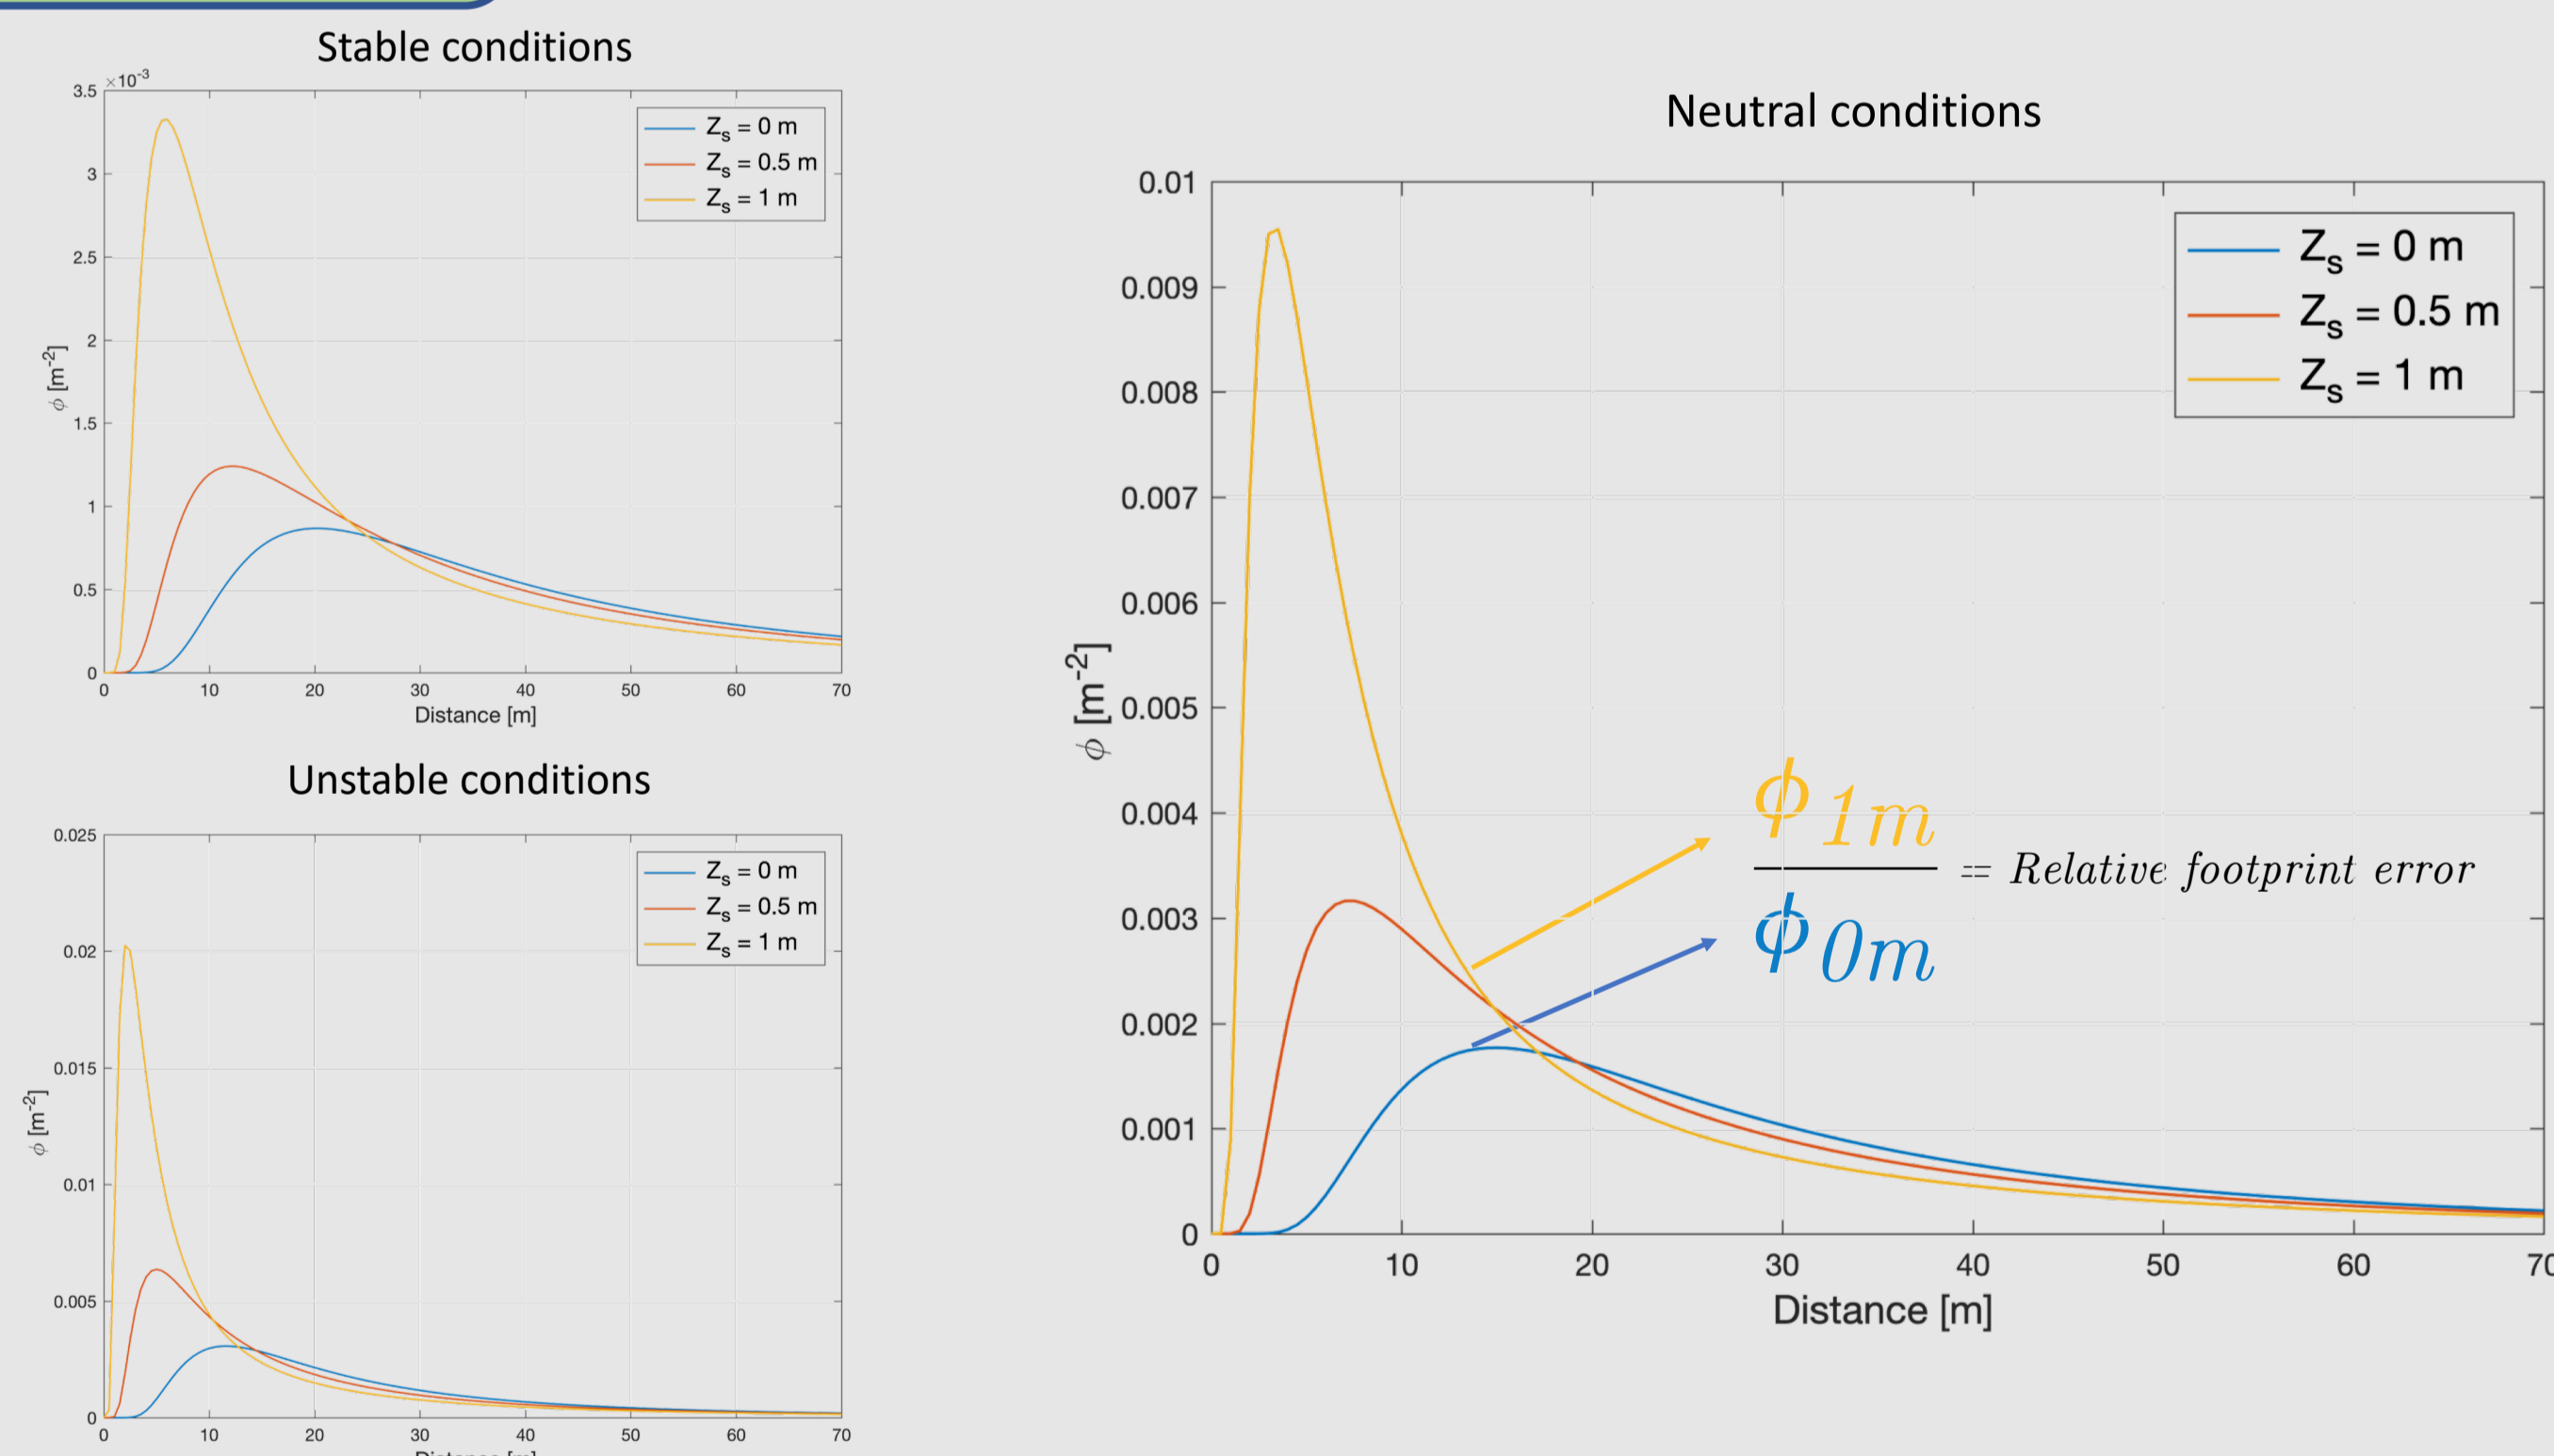 Stable conditions
×10-3
3.5
3
2.5
2
1.5
1
0.5
0
ϕ [m-2]
Zs = 0 m
Zs = 0.5 m
Zs = 1 m
0 10 20 30 40 50 60 70
Distance [m]
Unstable conditions
0.025
0.02
0.015
0.01
0.005
0
ϕ [m-2]
Zs = 0 m
Zs = 0.5 m
Zs = 1 m
0 10 20 30 40 50 60 70
Distance [m]
Neutral conditions
0.01
0.009
0.008
0.007
0.006
0.005
0.004
0.003
0.002
0.001
0
ϕ [m-2]
Zs = 0 m
Zs = 0.5 m
Zs = 1 m
ϕ1m
= Relative footprint error
ϕ0m
0 10 20 30 40 50 60 70
Distance [m]